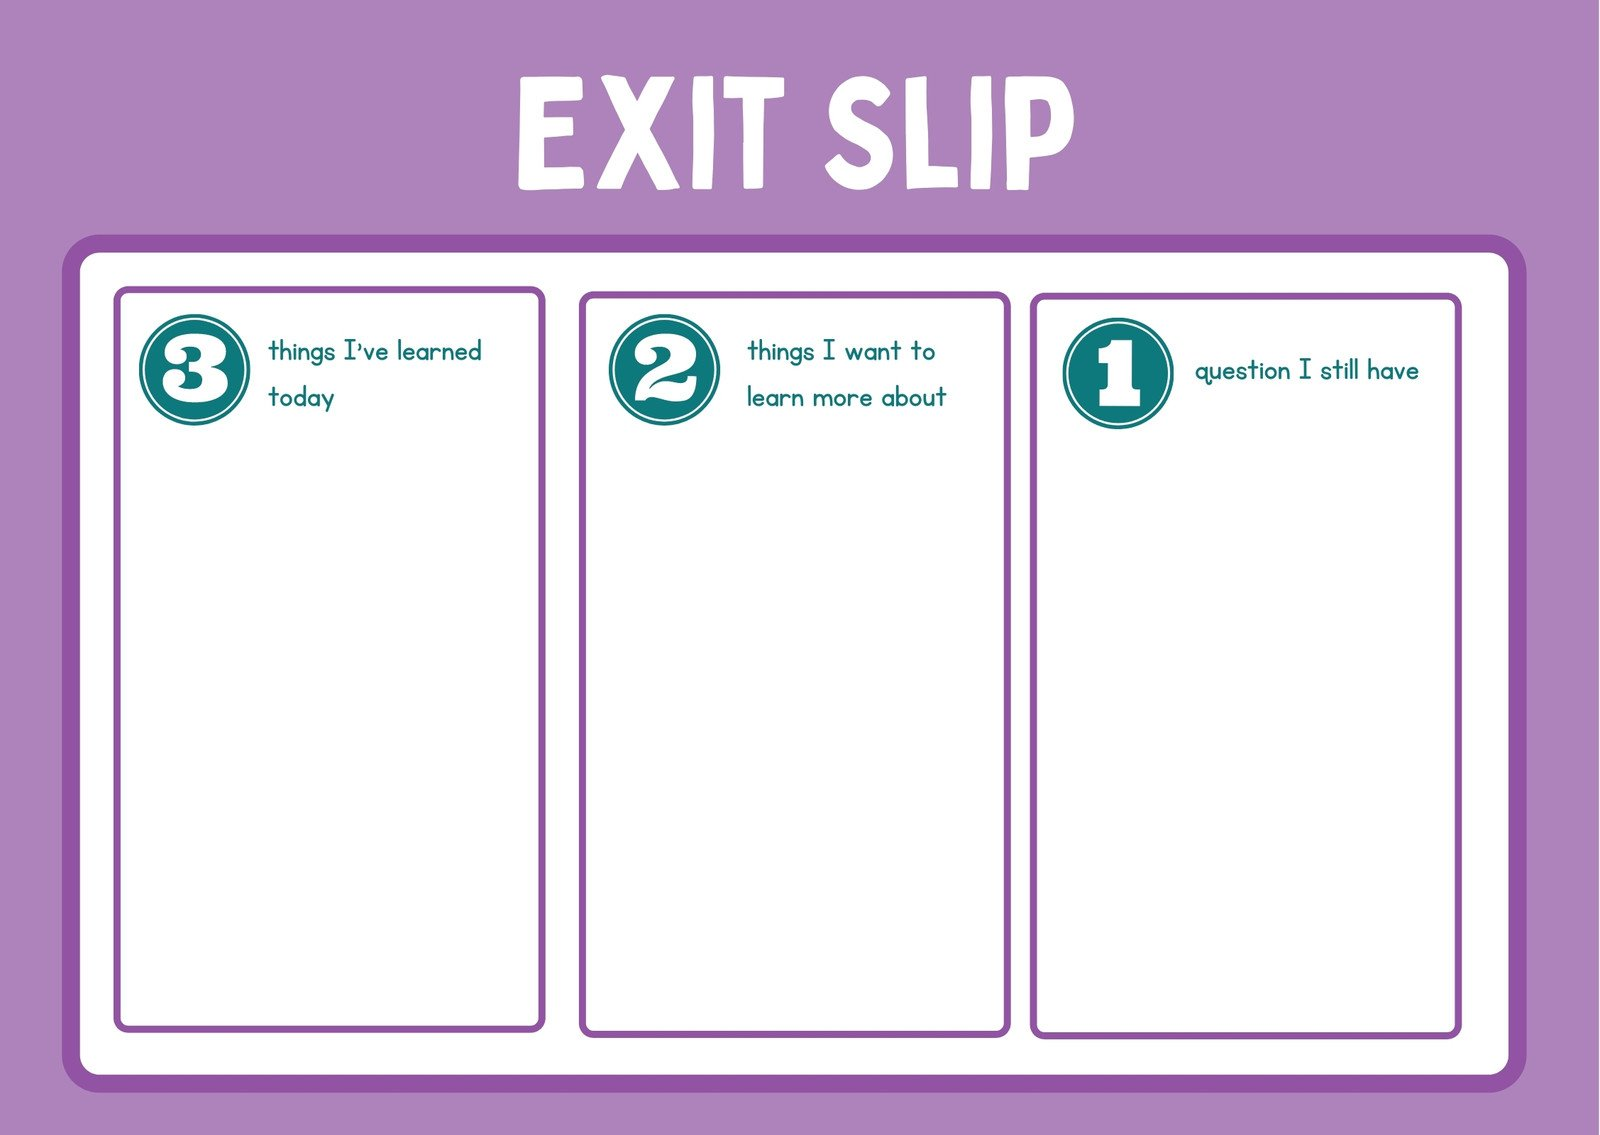 EXIT SLIP
3
things I've learned
today
2
things I want to
learn more about
1
question I still have